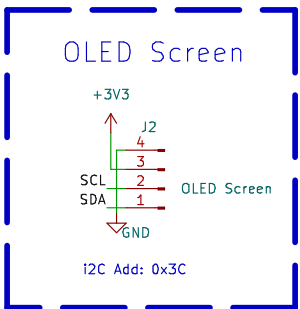 OLED Screen
+3V3
J2
4
3
SCL 2 OLED Screen
SDA 1
GND
i2C Add: 0x3C